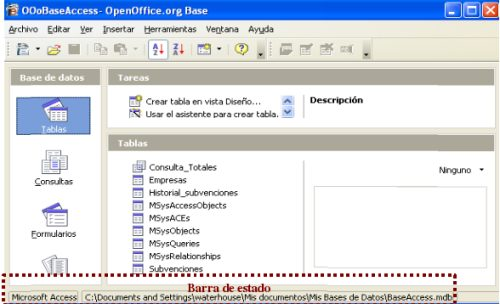 OOoBaseAccess- OpenOffice.org Base
Archivo Editar Ver Insertar Herramientas Ventana Ayuda
Base de datos
Tablas
Consultas
Formularios
Tareas
Crear tabla en vista Diseño...
Usar el asistente para crear tabla.
Descripción
Tablas
Consulta_Totales
Empresas
Historial_subvenciones
MSysAccessObjects
MSysACEs
MSysObjects
MSysQueries
MSysRelationships
Subvenciones
Ninguno
Barra de estado
Microsoft Access C:\Documents and Settings\waterhouse\Mis documentos\Mis Bases de Datos\BaseAccess.mdb